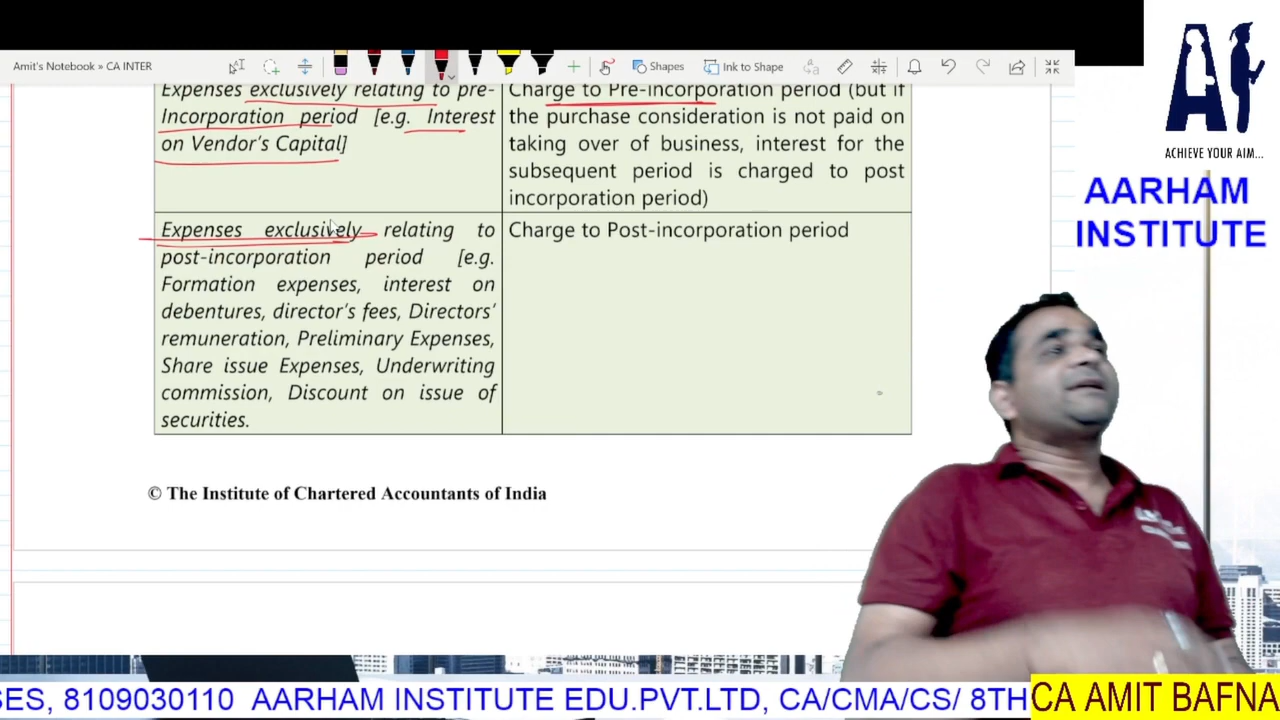 Amit's Notebook » CA INTER
Shapes
Ink to Shape
Expenses exclusively relating to pre-
Incorporation period [e.g. Interest
on Vendor's Capital]
Charge to Pre-incorporation period (but if
the purchase consideration is not paid on
taking over of business, interest for the
subsequent period is charged to post
incorporation period)
Expenses exclusively relating to
post-incorporation period [e.g.
Formation expenses, interest on
debentures, director's fees, Directors'
remuneration, Preliminary Expenses,
Share issue Expenses, Underwriting
commission, Discount on issue of
securities.
Charge to Post-incorporation period
© The Institute of Chartered Accountants of India
Ai
ACHIEVE YOUR AIM...
AARHAM
INSTITUTE
SES, 8109030110 AARHAM INSTITUTE EDU.PVT.LTD, CA/CMA/CS/ 8TH
CA AMIT BAFNA